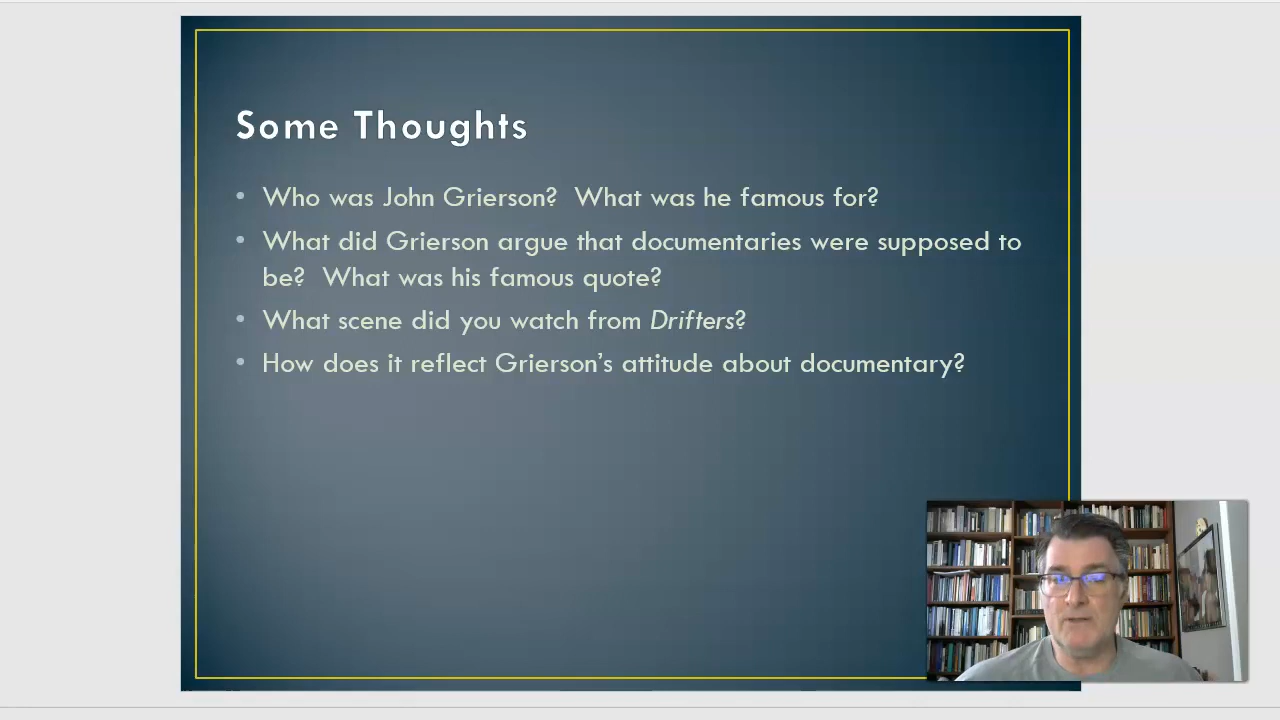 Some Thoughts
• Who was John Grierson?  What was he famous for?
• What did Grierson argue that documentaries were supposed to
be?  What was his famous quote?
• What scene did you watch from Drifters?
• How does it reflect Grierson’s attitude about documentary?